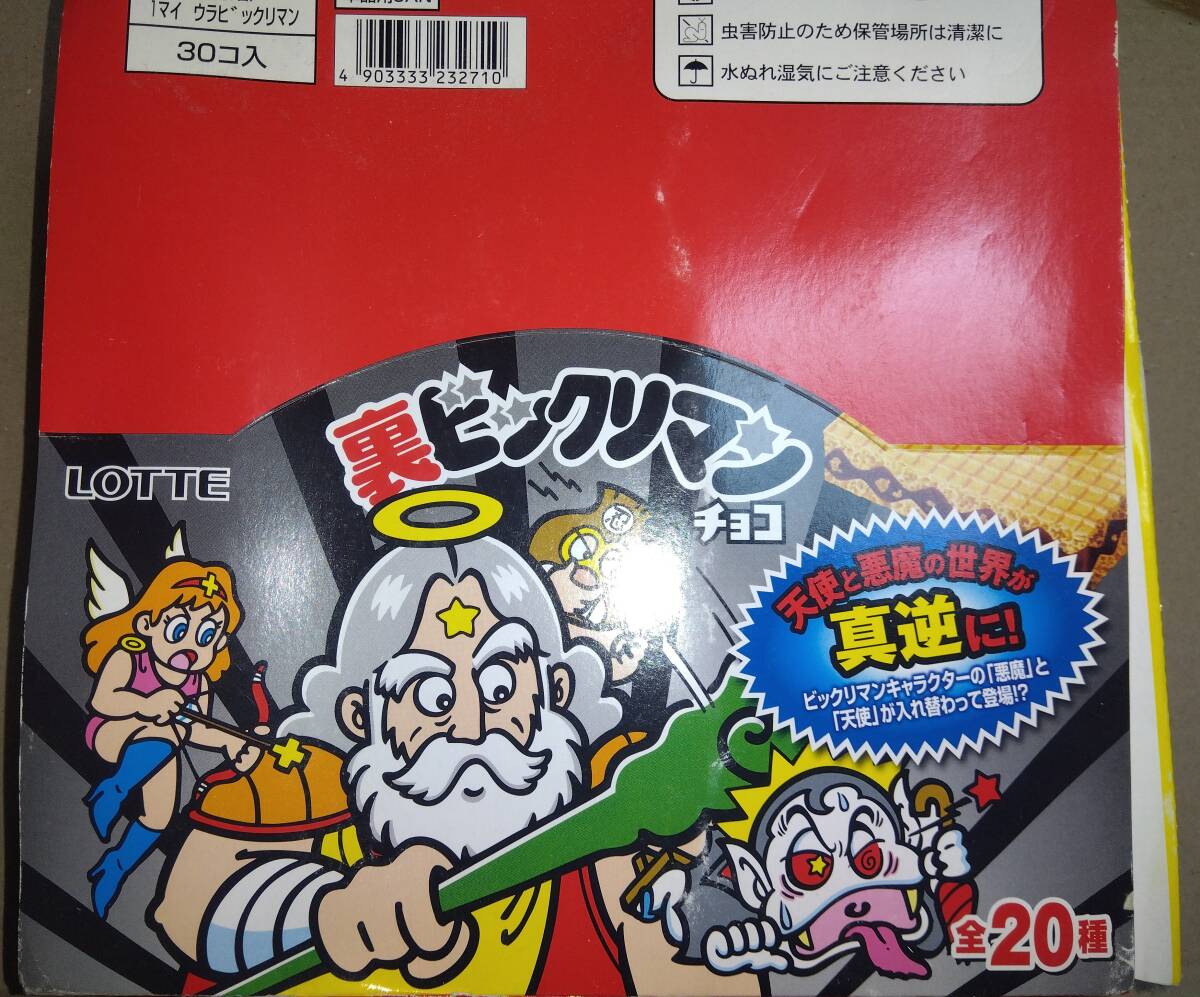 1マイ ウラビックリマン
30コ入
4 903333 232710
虫害防止のため保管場所は清潔に
水ぬれ湿気にご注意ください
裏ビックリマン
チョコ
LOTTE
忍
天使と悪魔の世界が
真逆に!
ビックリマンキャラクターの「悪魔」と
「天使」が入れ替わって登場!?
全20種